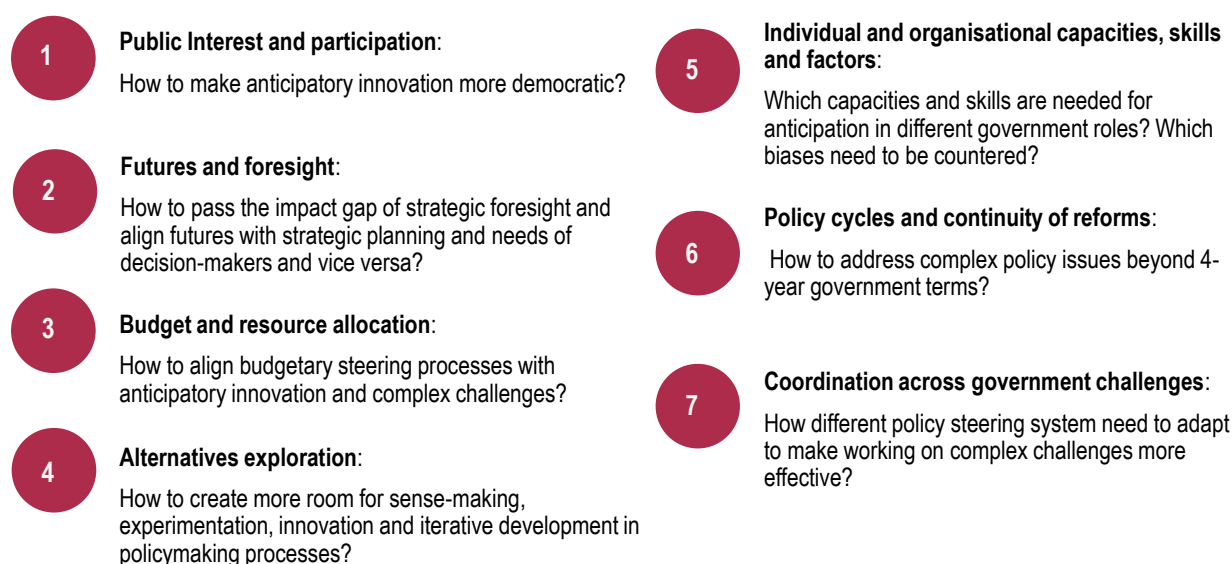 1
Public Interest and participation:
How to make anticipatory innovation more democratic?
2
Futures and foresight:
How to pass the impact gap of strategic foresight and
align futures with strategic planning and needs of
decision-makers and vice versa?
3
Budget and resource allocation:
How to align budgetary steering processes with
anticipatory innovation and complex challenges?
4
Alternatives exploration:
How to create more room for sense-making,
experimentation, innovation and iterative development in
policymaking processes?
5
Individual and organisational capacities, skills
and factors:
Which capacities and skills are needed for
anticipation in different government roles? Which
biases need to be countered?
6
Policy cycles and continuity of reforms:
How to address complex policy issues beyond 4-
year government terms?
7
Coordination across government challenges:
How different policy steering system need to adapt
to make working on complex challenges more
effective?